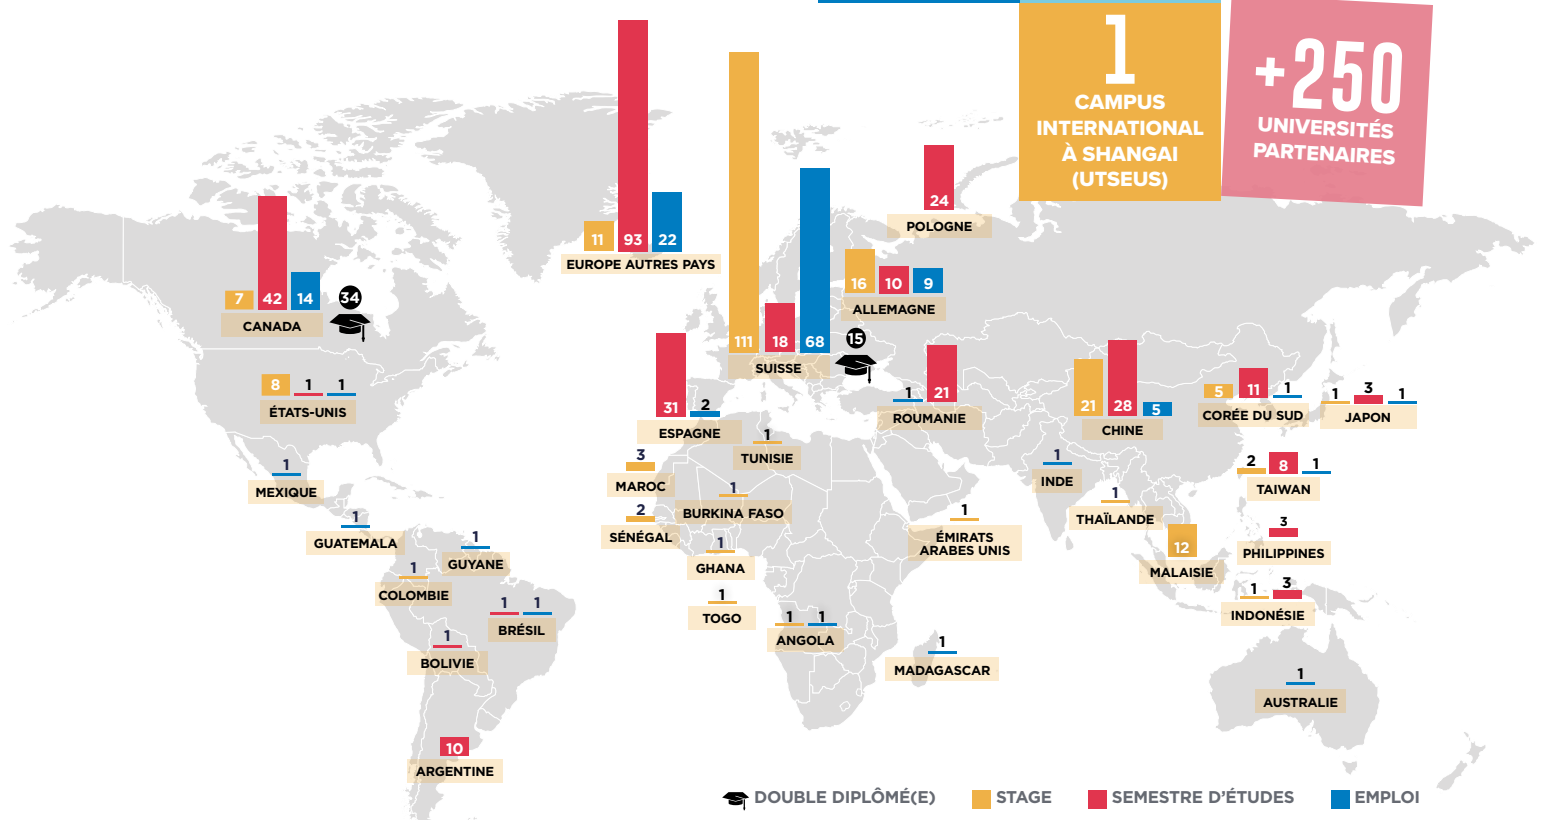 1
CAMPUS
INTERNATIONAL
À SHANGAI
(UTSEUS)
+250
UNIVERSITÉS
PARTENAIRES
24
POLOGNE
11 93 22
EUROPE AUTRES PAYS
7 42 14 34
CANADA
16 10 9
ALLEMAGNE
111 18 68 15
SUISSE
8 1 1
ÉTATS-UNIS
31 2
ESPAGNE
1 21
ROUMANIE
21 28 5
CHINE
5 11 1
CORÉE DU SUD
1 3 1
JAPON
1
TUNISIE
1
MEXIQUE
3
MAROC
1
BURKINA FASO
1
INDE
2 8 1
TAIWAN
1
THAÏLANDE
1
GUATEMALA
2
SÉNÉGAL
1
ÉMIRATS
ARABES UNIS
3
PHILIPPINES
1
GUYANE
1
GHANA
12
MALAISIE
1
COLOMBIE
1
TOGO
1 3
INDONÉSIE
1 1
BRÉSIL
1 1
ANGOLA
1
BOLIVIE
1
MADAGASCAR
1
AUSTRALIE
10
ARGENTINE
DOUBLE DIPLÔMÉ(E) STAGE SEMESTRE D'ÉTUDES EMPLOI